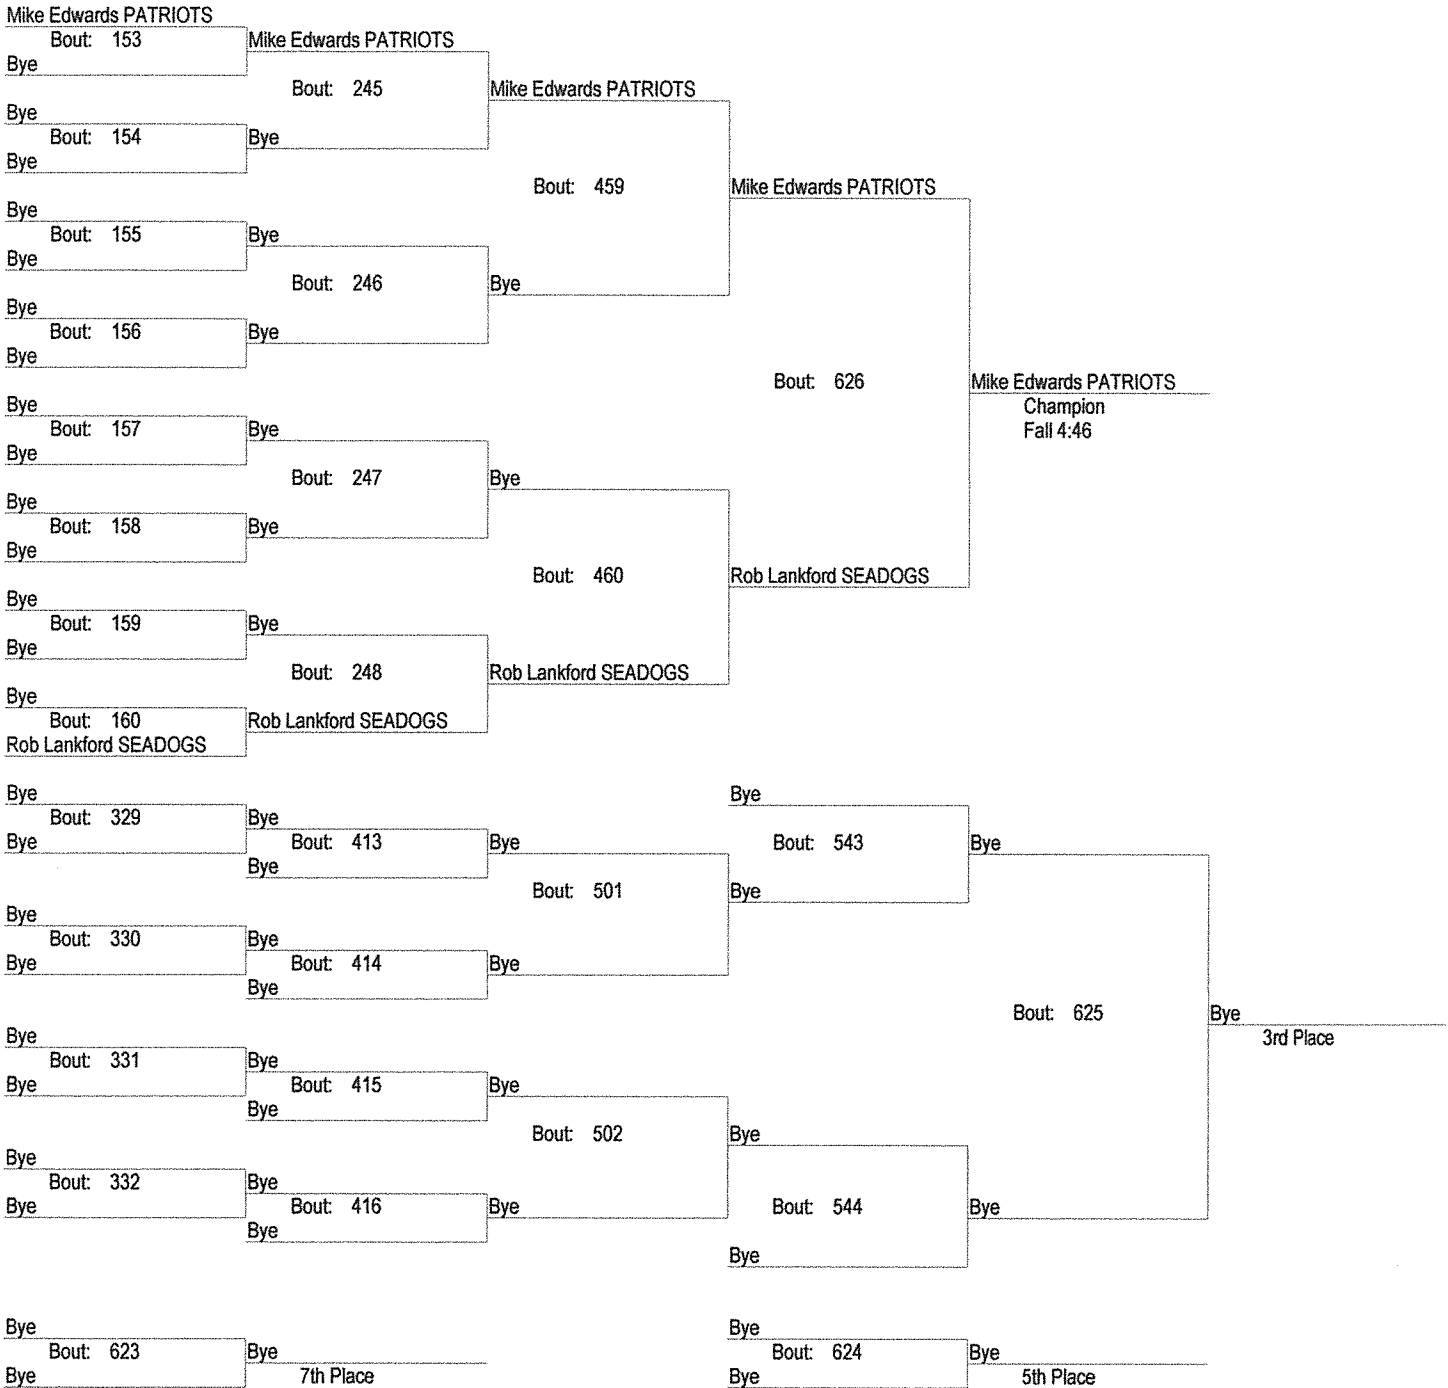 Mike Edwards PATRIOTS
Bout: 153
Mike Edwards PATRIOTS
Bye
Bout: 245
Mike Edwards PATRIOTS
Bye
Bout: 154
Bye
Bye
Bout: 459
Mike Edwards PATRIOTS
Bye
Bout: 155
Bye
Bye
Bout: 246
Bye
Bye
Bout: 156
Bye
Bye
Bout: 626
Mike Edwards PATRIOTS
Champion
Fall 4:46
Bye
Bout: 157
Bye
Bye
Bout: 247
Bye
Bye
Bout: 158
Bye
Bye
Bout: 460
Rob Lankford SEADOGS
Bye
Bout: 159
Bye
Bye
Bout: 248
Rob Lankford SEADOGS
Bye
Bout: 160
Rob Lankford SEADOGS
Rob Lankford SEADOGS
Bye
Bye
Bout: 329
Bye
Bye
Bout: 413
Bye
Bout: 543
Bye
Bye
Bout: 501
Bye
Bye
Bout: 330
Bye
Bye
Bout: 414
Bye
Bye
Bout: 625
Bye
3rd Place
Bye
Bout: 331
Bye
Bye
Bout: 415
Bye
Bye
Bout: 502
Bye
Bye
Bout: 332
Bye
Bye
Bout: 416
Bye
Bout: 544
Bye
Bye
Bye
Bye
Bye
Bout: 623
Bye
Bout: 624
Bye
Bye
7th Place
Bye
5th Place